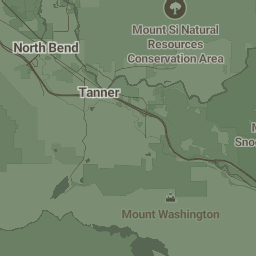 Mount Si Natural
Resources
Conservation Area
North Bend
Tanner
Mount Washington